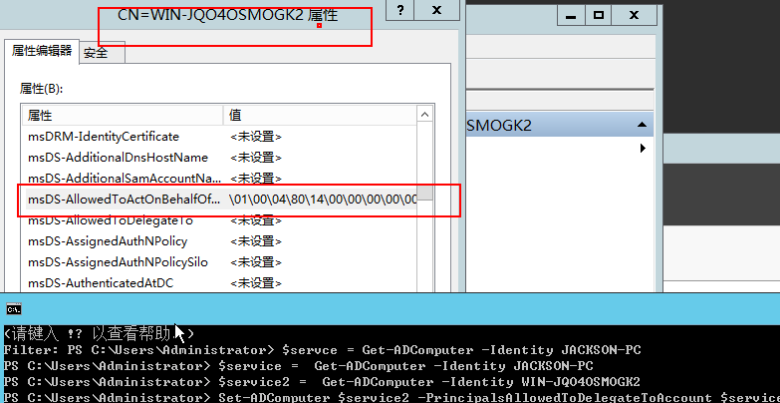 CN=WIN-JQO4OSMOGK2 属性
? x
属性编辑器 安全
属性(B):
属性 值
msDRM-IdentityCertificate <未设置>
msDS-AdditionalDnsHostName <未设置>
msDS-AdditionalSamAccountNa... <未设置>
msDS-AllowedToActOnBehalfOf... \01\00\04\80\14\00\00\00\00\00
msDS-AllowedToDelegateTo <未设置>
msDS-AssignedAuthNPolicy <未设置>
msDS-AssignedAuthNPolicySilo <未设置>
msDS-AuthenticatedAtDC <未设置>
SMOGK2
C:\.
(请键入 !? 以查看帮助。)
Filter: PS C:\Users\Administrator> $servce = Get-ADComputer -Identity JACKSON-PC
PS C:\Users\Administrator> $service = Get-ADComputer -Identity JACKSON-PC
PS C:\Users\Administrator> $service2 = Get-ADComputer -Identity WIN-JQO4OSMOGK2
PS C:\Users\Administrator> Set-ADComputer $service2 -PrincipalsAllowedToDelegateToAccount $service